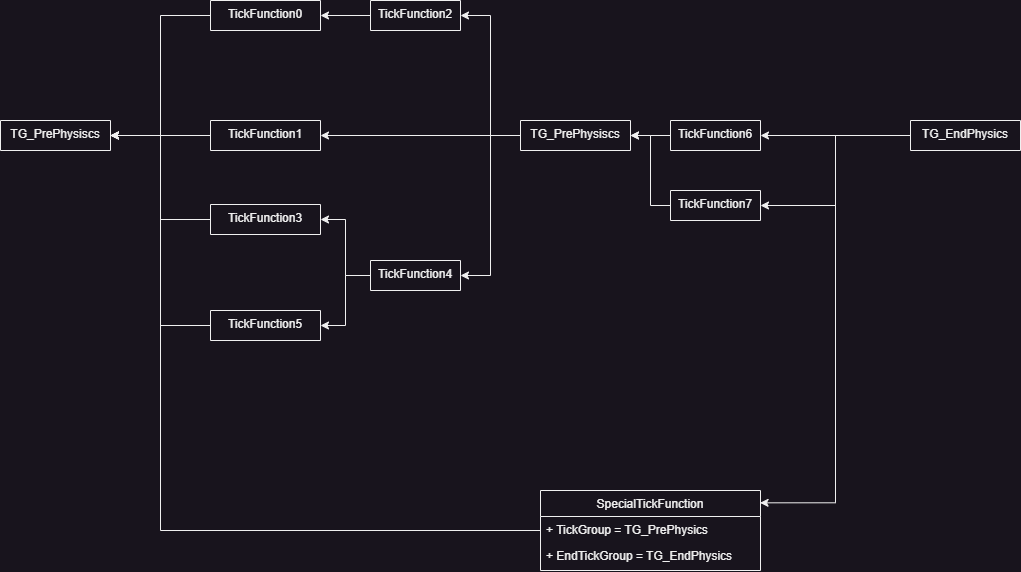 TickFunction0
TickFunction2
TG_PrePhysiscs
TickFunction1
TG_PrePhysiscs
TickFunction6
TG_EndPhysics
TickFunction7
TickFunction3
TickFunction4
TickFunction5
SpecialTickFunction
+ TickGroup = TG_PrePhysics
+ EndTickGroup = TG_EndPhysics